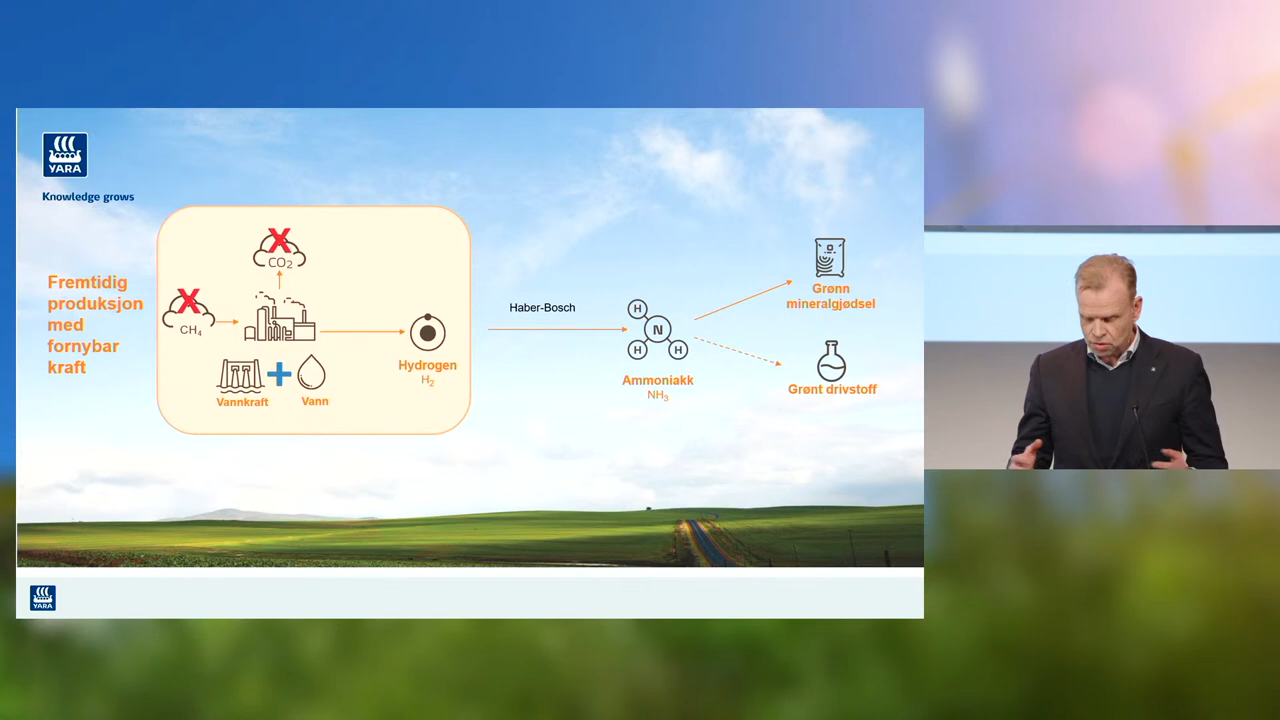 YARA
Knowledge grows
Fremtidig
produksjon
med
fornybar
kraft
CO2
CH4
Vannkraft
Vann
Hydrogen
H2
Haber-Bosch
H
N
H
H
Ammoniakk
NH3
Grønn
mineralgjødsel
Grønt drivstoff
YARA